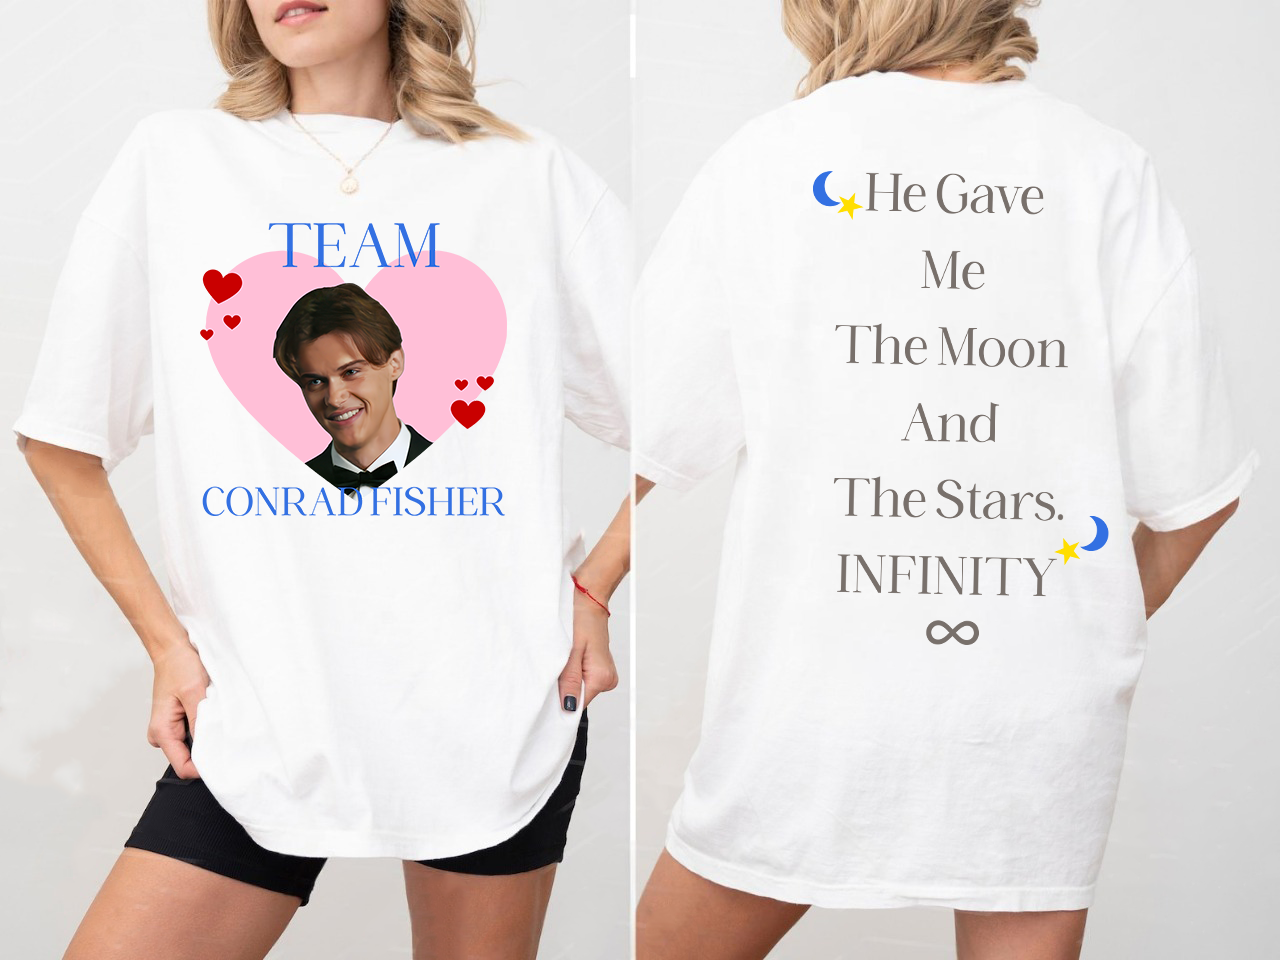 TEAM
CONRAD FISHER
He Gave
Me
The Moon
And
The Stars.
INFINITY
∞